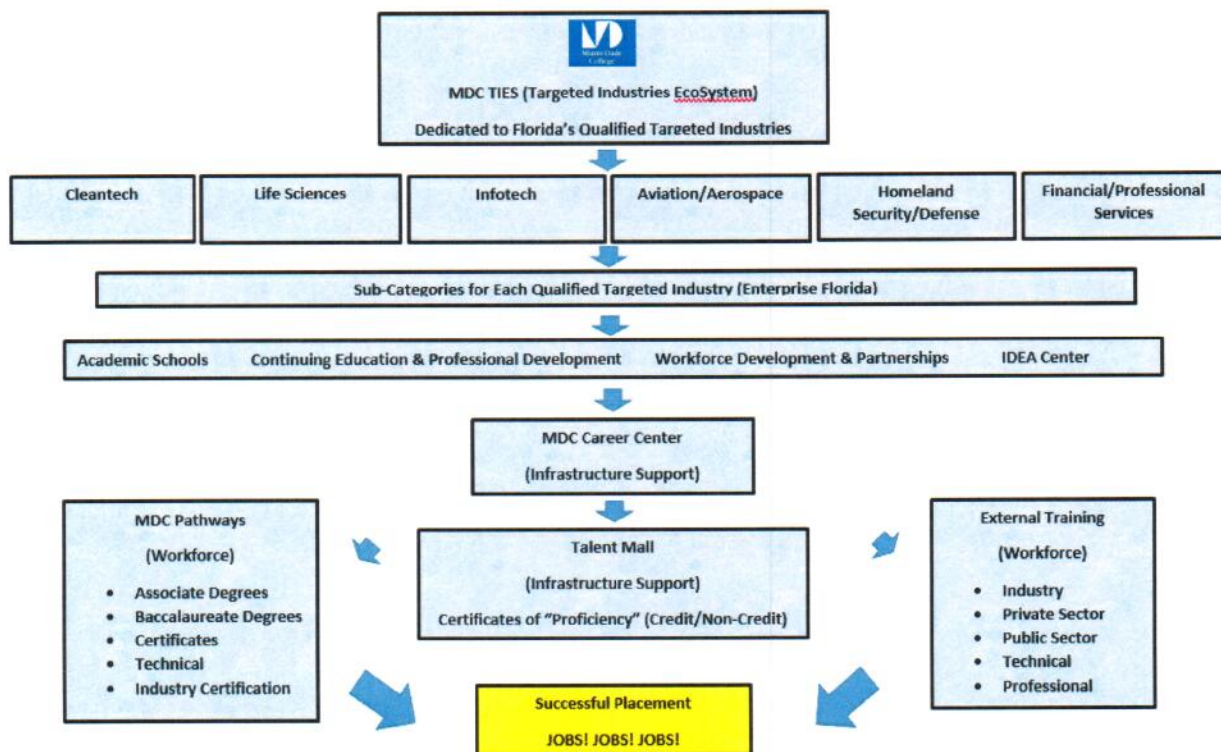 Miami Dade
College
MDC TIES (Targeted Industries EcoSystem)
Dedicated to Florida's Qualified Targeted Industries
Cleantech
Life Sciences
Infotech
Aviation/Aerospace
Homeland
Security/Defense
Financial/Professional
Services
Sub-Categories for Each Qualified Targeted Industry (Enterprise Florida)
Academic Schools Continuing Education & Professional Development Workforce Development & Partnerships IDEA Center
MDC Career Center
(Infrastructure Support)
MDC Pathways
(Workforce)
• Associate Degrees
• Baccalaureate Degrees
• Certificates
• Technical
• Industry Certification
Talent Mall
(Infrastructure Support)
Certificates of "Proficiency" (Credit/Non-Credit)
External Training
(Workforce)
• Industry
• Private Sector
• Public Sector
• Technical
• Professional
Successful Placement
JOBS! JOBS! JOBS!